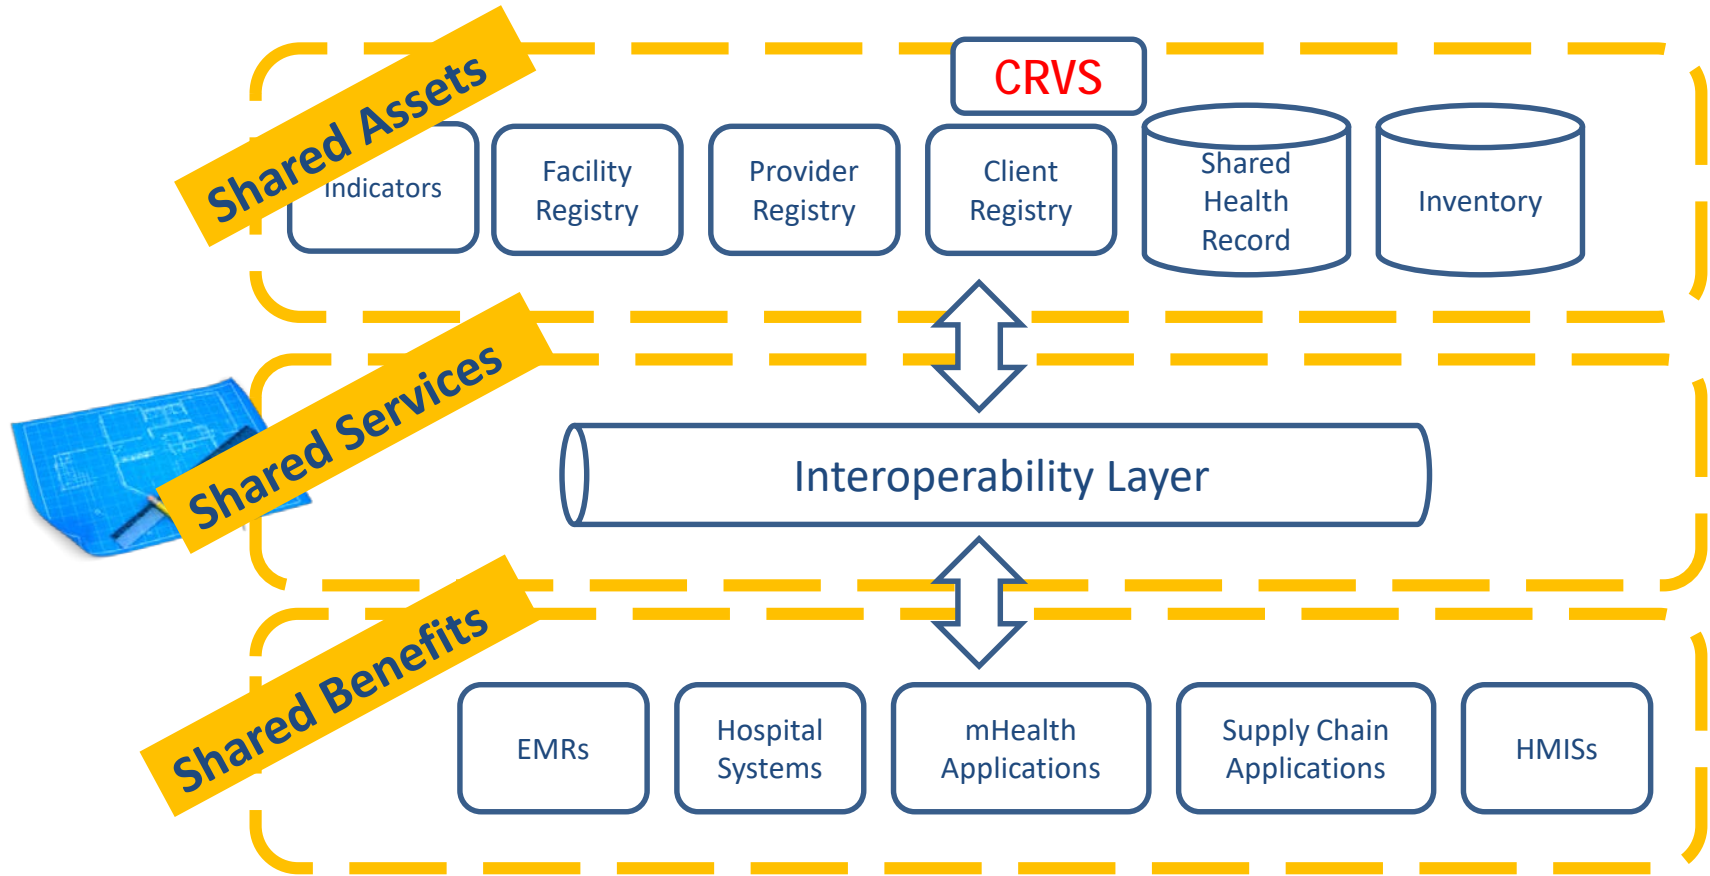 Shared Assets
CRVS
Indicators
Facility
Registry
Provider
Registry
Client
Registry
Shared
Health
Record
Inventory
Shared Services
Interoperability Layer
Shared Benefits
EMRs
Hospital
Systems
mHealth
Applications
Supply Chain
Applications
HMISs